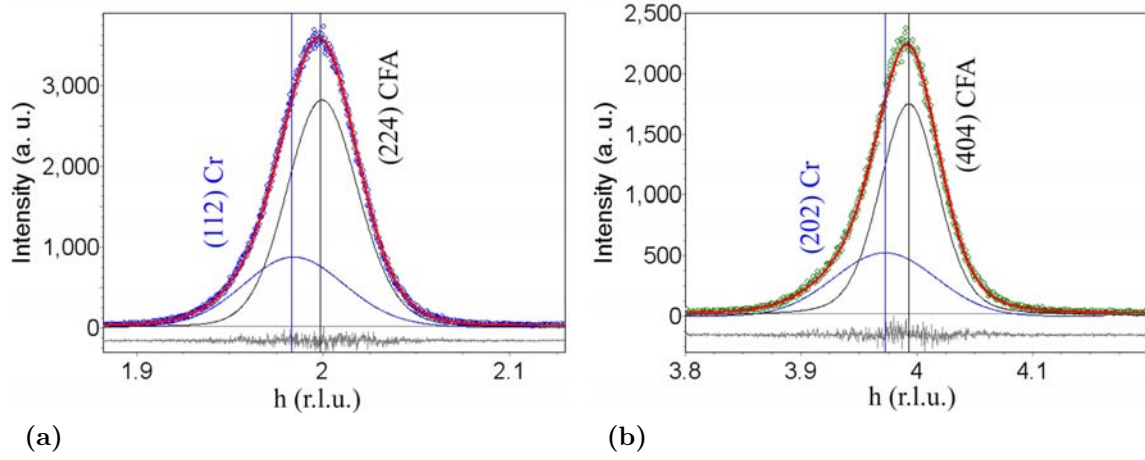 Intensity (a. u.)
3,000
2,000
1,000
0
(112) Cr
(224) CFA
1.9
2
2.1
h (r.l.u.)
(a)
Intensity (a. u.)
2,500
2,000
1,500
1,000
500
0
(202) Cr
(404) CFA
3.8
3.9
4
4.1
h (r.l.u.)
(b)